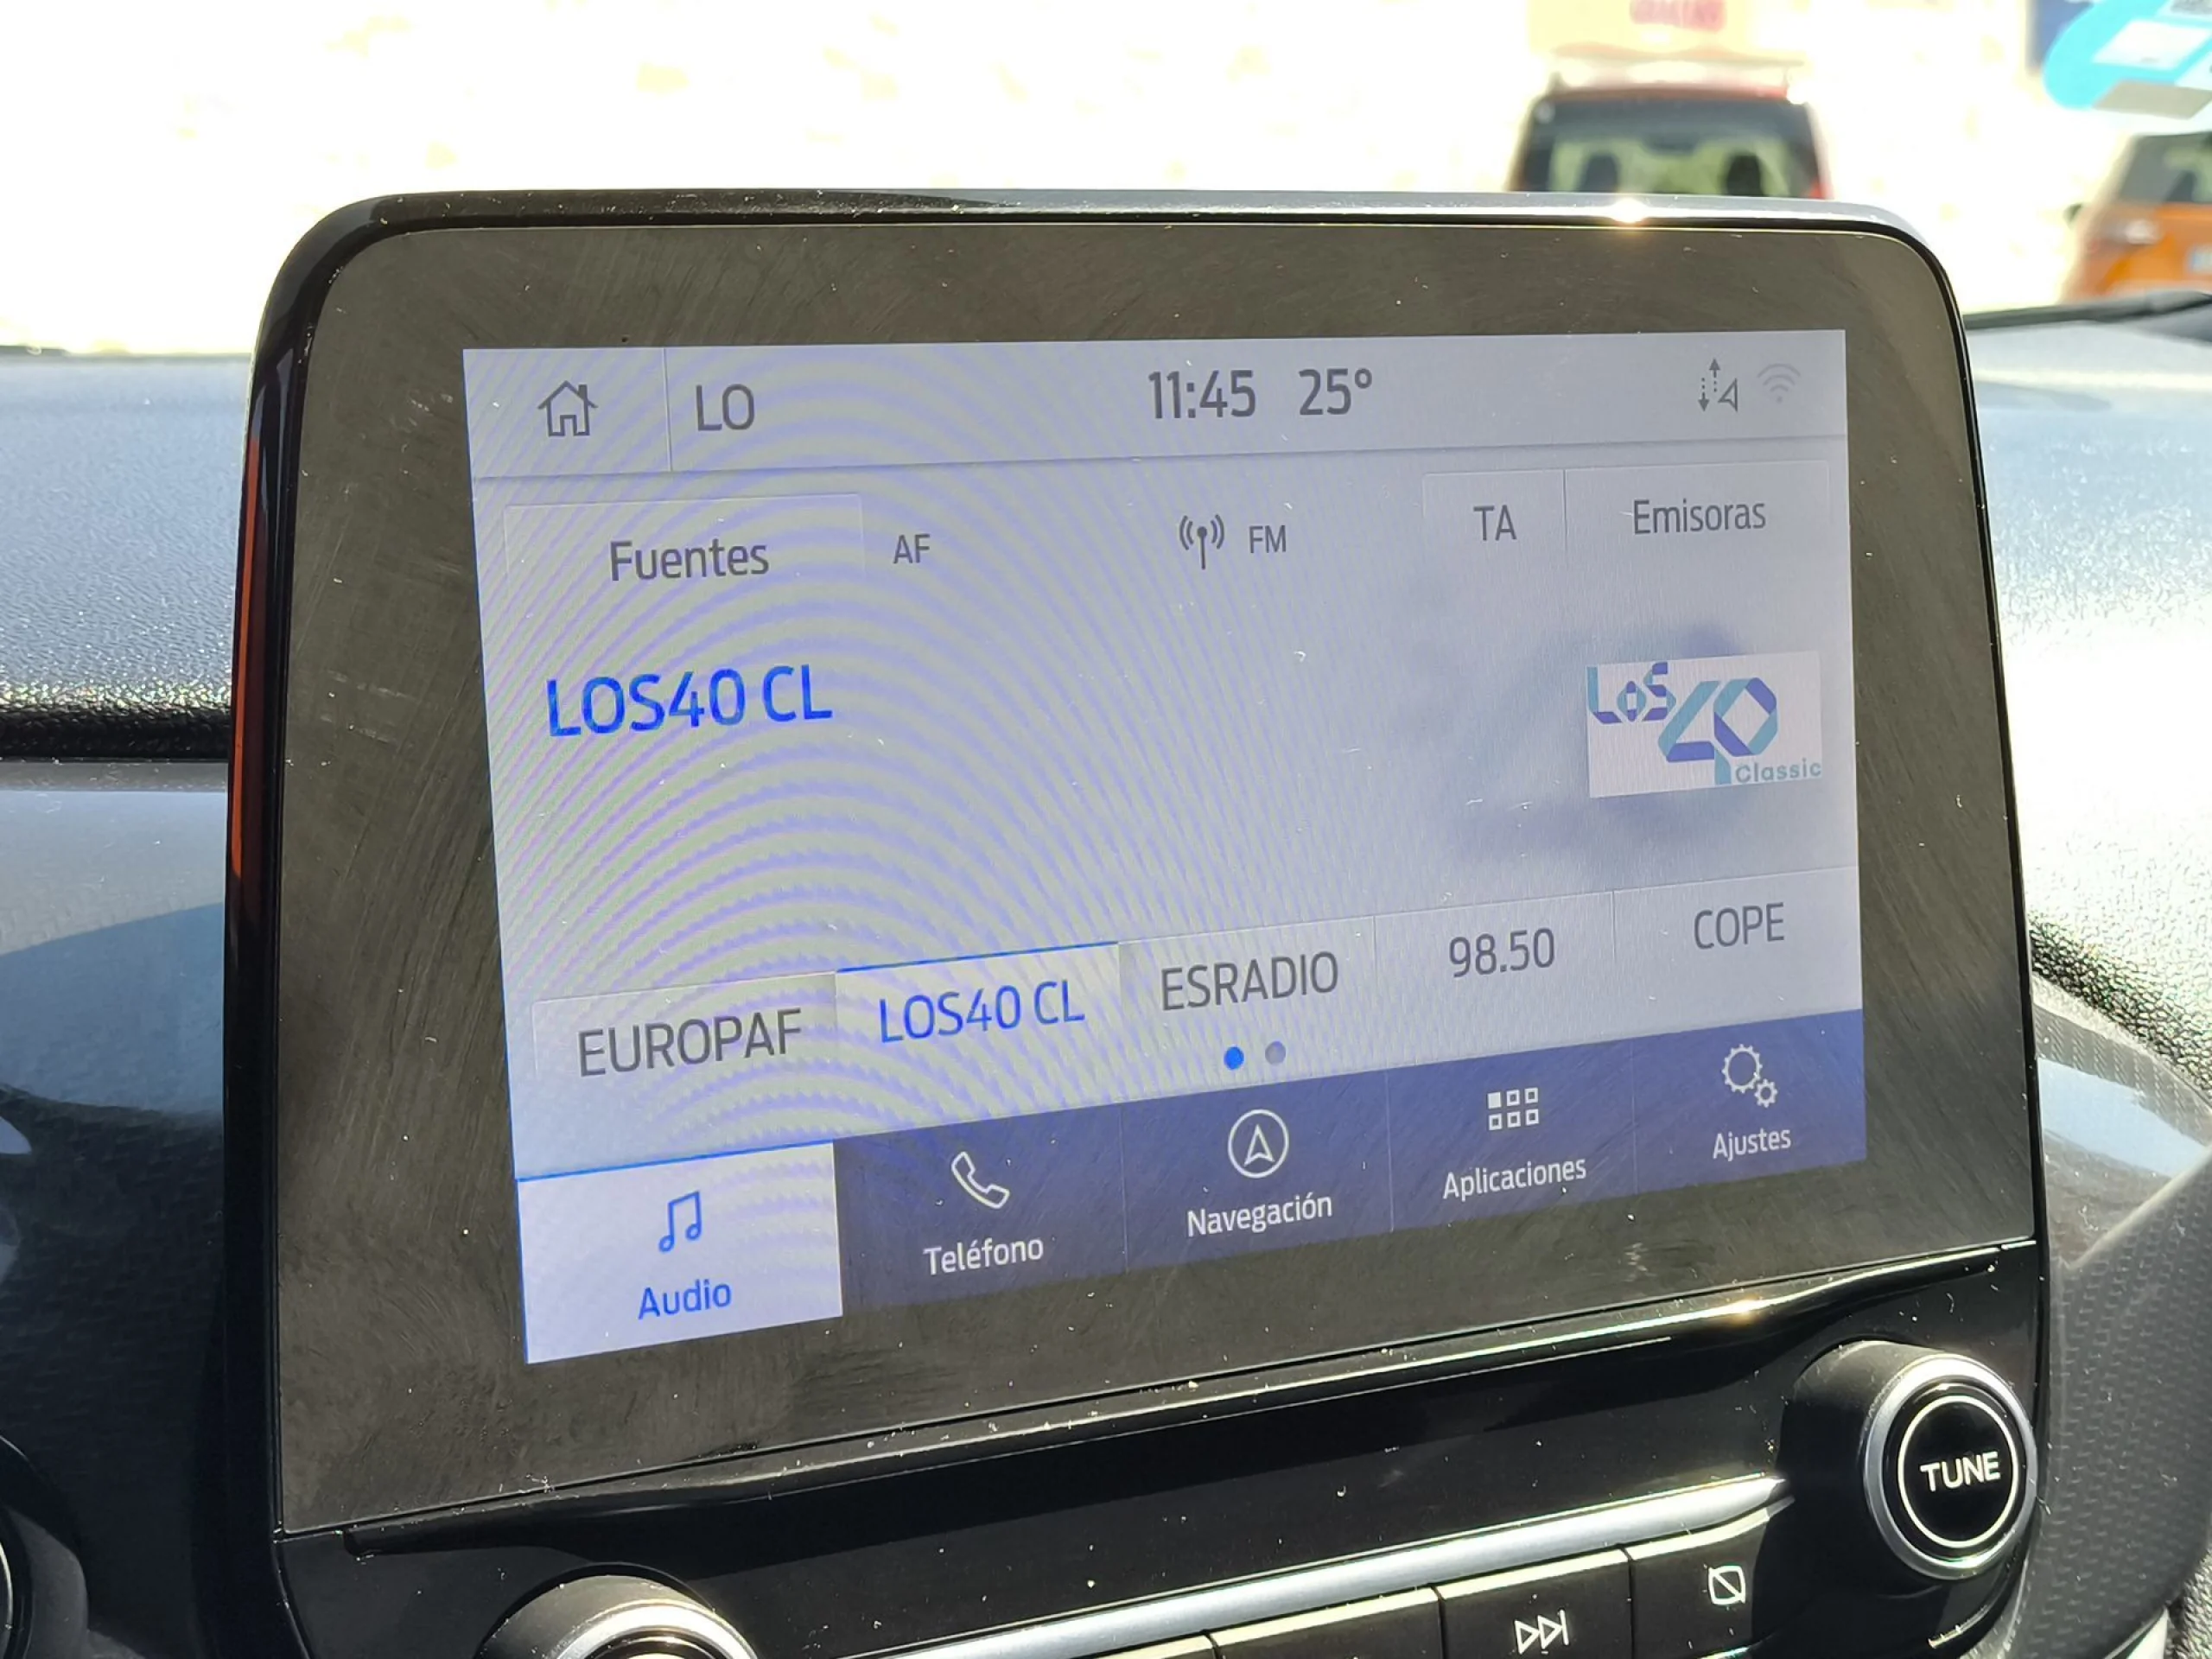 LO
11:45 25°
Fuentes
AF
FM
TA
Emisoras
LOS40 CL
LOS 40
Classic
EUROPAF
LOS40 CL
ESRADIO
98.50
COPE
Audio
Teléfono
Navegación
Aplicaciones
Ajustes
TUNE